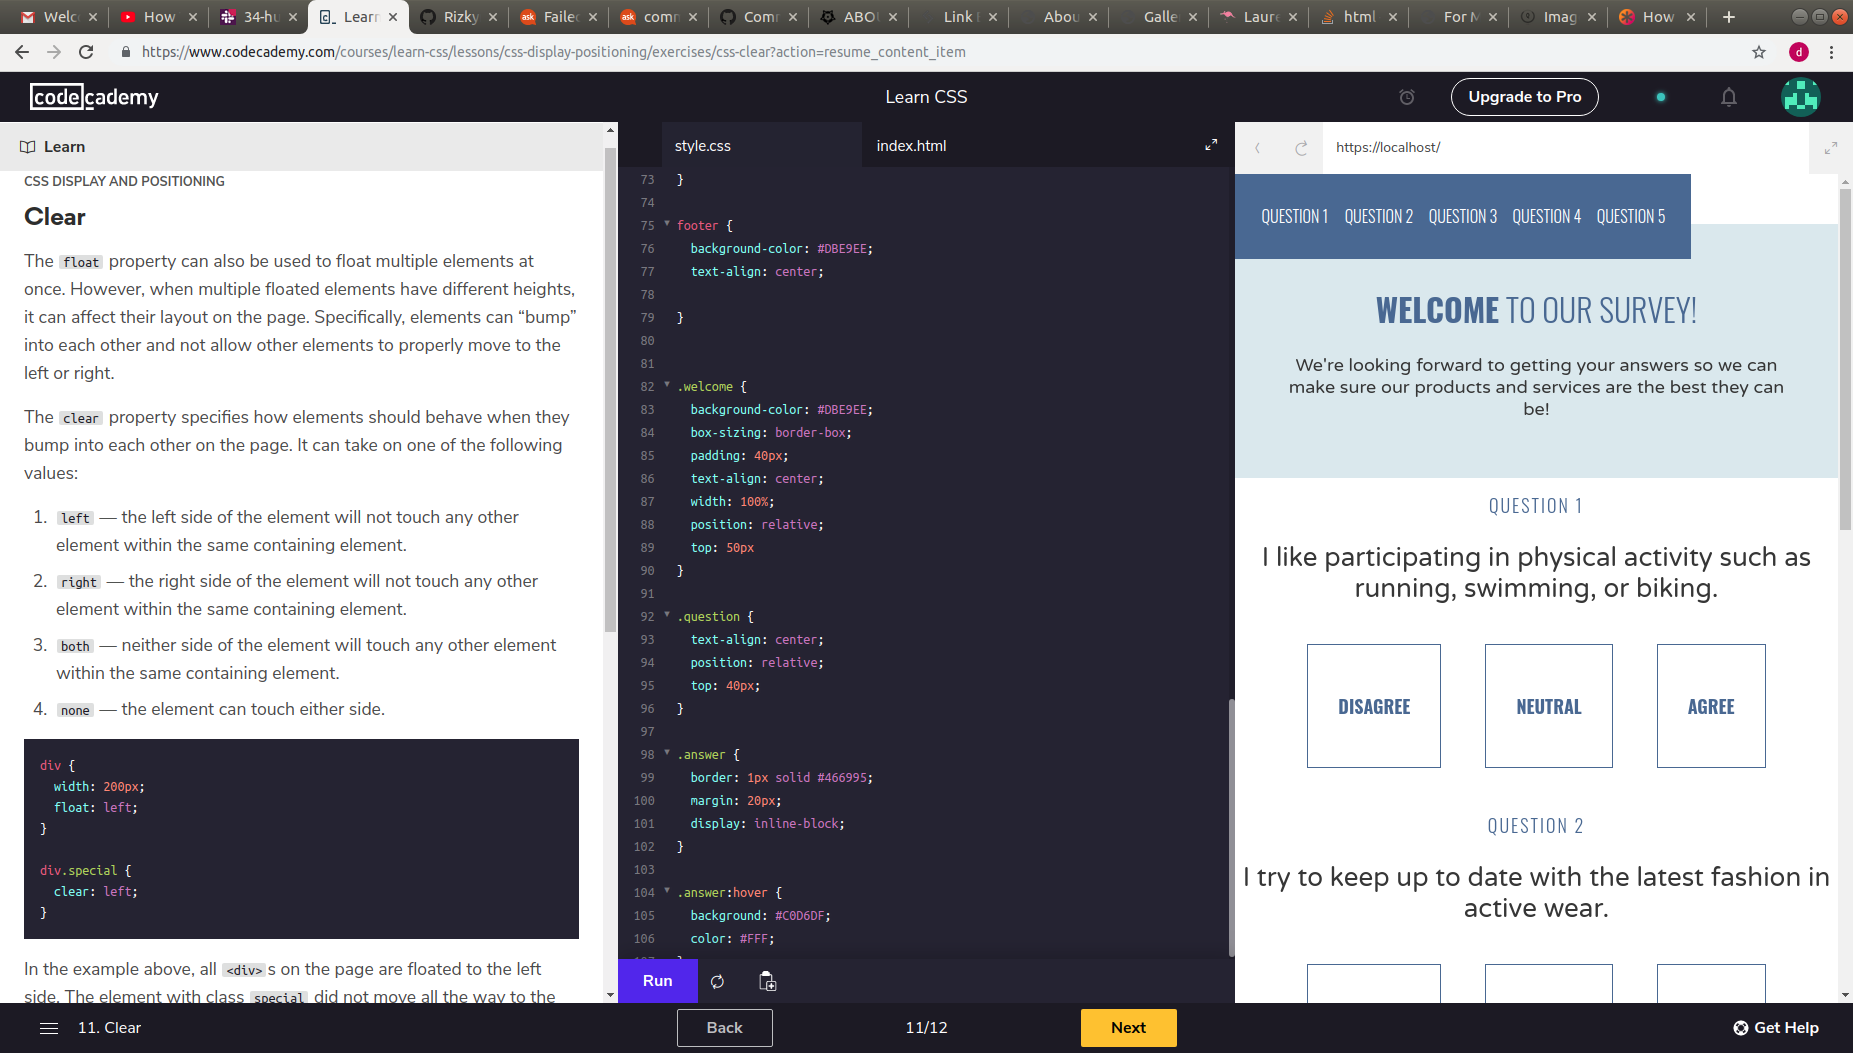 Welc
How
34-hu
Learn
Rizky
Failed
comm
Comm
ABOU
Link
Abou
Galle
Laure
html
For M
Imag
How
https://www.codecademy.com/courses/learn-css/lessons/css-display-positioning/exercises/css-clear?action=resume_content_item
d
codecademy
Learn CSS
Upgrade to Pro
Learn
CSS DISPLAY AND POSITIONING
Clear
The float property can also be used to float multiple elements at
once. However, when multiple floated elements have different heights,
it can affect their layout on the page. Specifically, elements can “bump”
into each other and not allow other elements to properly move to the
left or right.
The clear property specifies how elements should behave when they
bump into each other on the page. It can take on one of the following
values:
1. left — the left side of the element will not touch any other
element within the same containing element.
2. right — the right side of the element will not touch any other
element within the same containing element.
3. both — neither side of the element will touch any other element
within the same containing element.
4. none — the element can touch either side.
div {
width: 200px;
float: left;
}
div.special {
clear: left;
}
In the example above, all <div>s on the page are floated to the left
side. The element with class special did not move all the way to the
style.css
index.html
73 }
74
75 footer {
76 background-color: #DBE9EE;
77 text-align: center;
78
79 }
80
81
82 .welcome {
83 background-color: #DBE9EE;
84 box-sizing: border-box;
85 padding: 40px;
86 text-align: center;
87 width: 100%;
88 position: relative;
89 top: 50px
90 }
91
92 .question {
93 text-align: center;
94 position: relative;
95 top: 40px;
96 }
97
98 .answer {
99 border: 1px solid #466995;
100 margin: 20px;
101 display: inline-block;
102 }
103
104 .answer:hover {
105 background: #C0D6DF;
106 color: #FFF;
Run
https://localhost/
QUESTION 1 QUESTION 2 QUESTION 3 QUESTION 4 QUESTION 5
WELCOME TO OUR SURVEY!
We're looking forward to getting your answers so we can
make sure our products and services are the best they can
be!
QUESTION 1
I like participating in physical activity such as
running, swimming, or biking.
DISAGREE
NEUTRAL
AGREE
QUESTION 2
I try to keep up to date with the latest fashion in
active wear.
11. Clear
Back
11/12
Next
Get Help